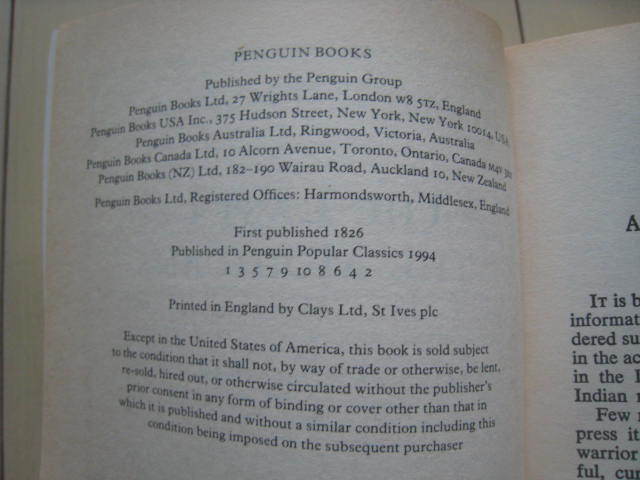 PENGUIN BOOKS
Published by the Penguin Group
Penguin Books Ltd, 27 Wrights Lane, London W8 5TZ, England
Penguin Books USA Inc., 375 Hudson Street, New York, New York 10014, USA
Penguin Books Australia Ltd, Ringwood, Victoria, Australia
Penguin Books Canada Ltd, 10 Alcorn Avenue, Toronto, Ontario, Canada M4V 3B2
Penguin Books (NZ) Ltd, 182–190 Wairau Road, Auckland 10, New Zealand
Penguin Books Ltd, Registered Offices: Harmondsworth, Middlesex, England
First published 1826
Published in Penguin Popular Classics 1994
1 3 5 7 9 10 8 6 4 2
Printed in England by Clays Ltd, St Ives plc
Except in the United States of America, this book is sold subject
to the condition that it shall not, by way of trade or otherwise, be lent,
re-sold, hired out, or otherwise circulated without the publisher's
prior consent in any form of binding or cover other than that in
which it is published and without a similar condition including this
condition being imposed on the subsequent purchaser
A
IT is b
informat
dered su
in the ac
in the I
Indian n
Few
press it
warrior
ful, cun